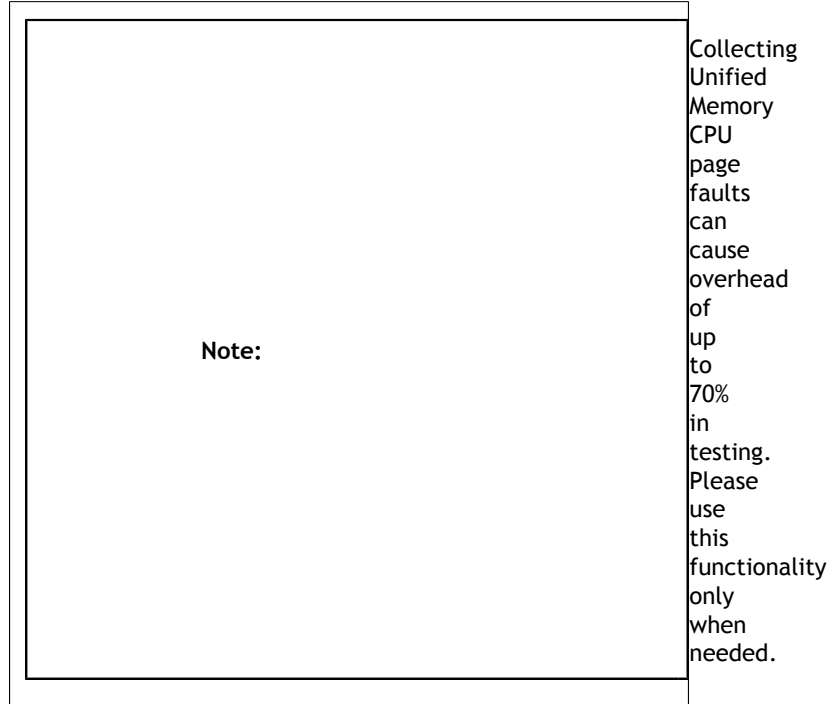 Note:
Collecting
Unified
Memory
CPU
page
faults
can
cause
overhead
of
up
to
70%
in
testing.
Please
use
this
functionality
only
when
needed.